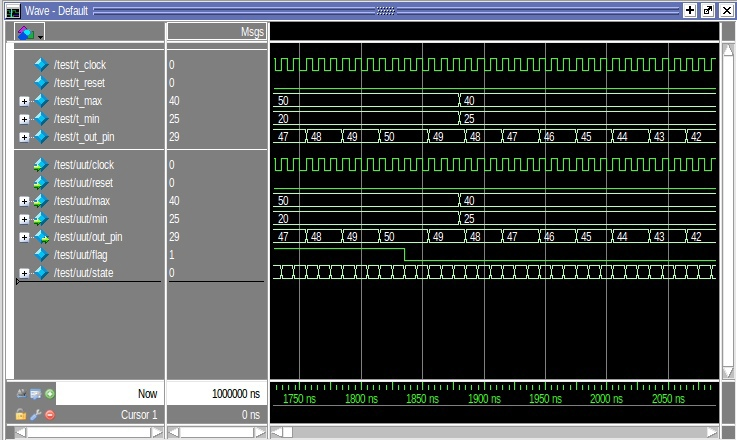 Wave - Default
Msgs
/test/t_clock 0
/test/t_reset 0
/test/t_max 40 50 40
/test/t_min 25 20 25
/test/t_out_pin 29 47 48 49 50 49 48 47 46 45 44 43 42
/test/uut/clock 0
/test/uut/reset 0
/test/uut/max 40 50 40
/test/uut/min 25 20 25
/test/uut/out_pin 29 47 48 49 50 49 48 47 46 45 44 43 42
/test/uut/flag 1
/test/uut/state 0
Now 1000000 ns 1750 ns 1800 ns 1850 ns 1900 ns 1950 ns 2000 ns 2050 ns
Cursor 1 0 ns